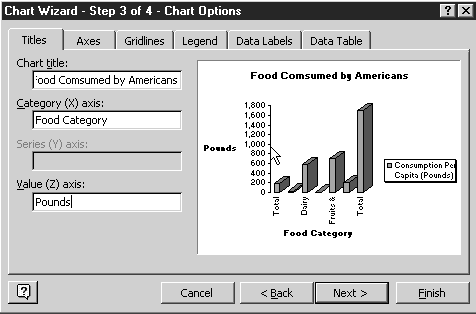 Chart Wizard - Step 3 of 4 - Chart Options
Titles Axes Gridlines Legend Data Labels Data Table
Chart title:
Food Comsumed by Americans
Category (X) axis:
Food Category
Series (Y) axis:
Value (Z) axis:
Pounds
Food Comsumed by Americans
1,800
1,600
1,400
1,200
1,000
800
600
400
200
0
Pounds
Total
Dairy
Fruits &
Total
Food Category
Consumption Per
Capita (Pounds)
Cancel < Back Next > Finish